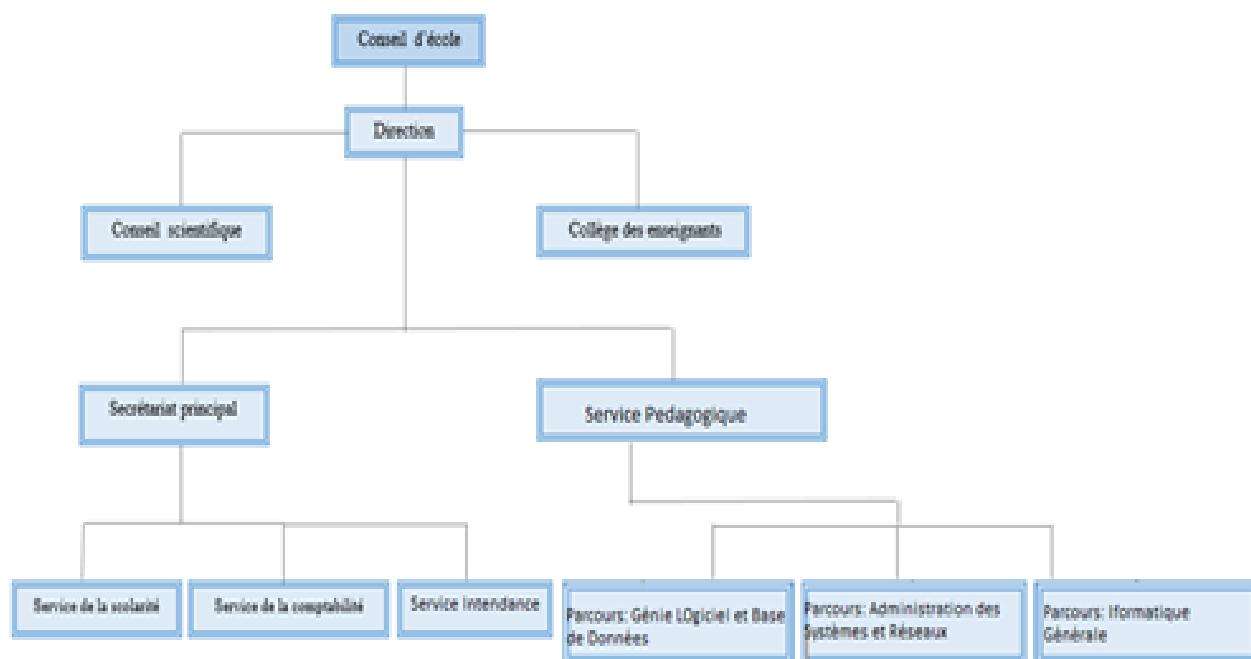 Conseil d'école
Direction
Conseil scientifique
Collège des enseignants
Secrétariat principal
Service Pedagogique
Service de la scolarité
Service de la comptabilité
Service Intendance
Parcours: Génie LOgiciel et Base
de Données
Parcours: Administration des
Systèmes et Réseaux
Parcours: Iformatique
Générale